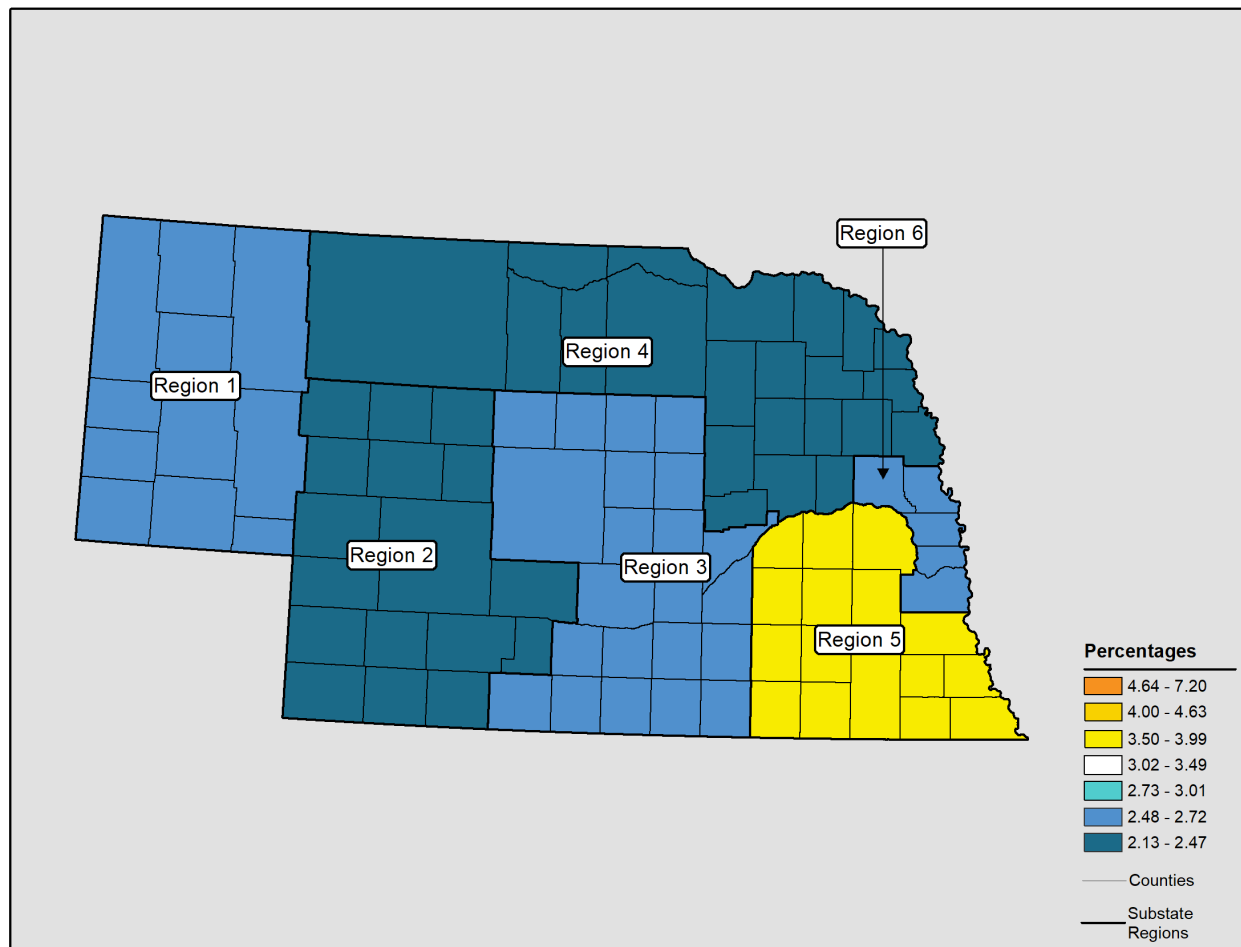 Region 6
Region 4
Region 1
Region 2
Region 3
Region 5
Percentages
4.64 - 7.20
4.00 - 4.63
3.50 - 3.99
3.02 - 3.49
2.73 - 3.01
2.48 - 2.72
2.13 - 2.47
Counties
Substate
Regions